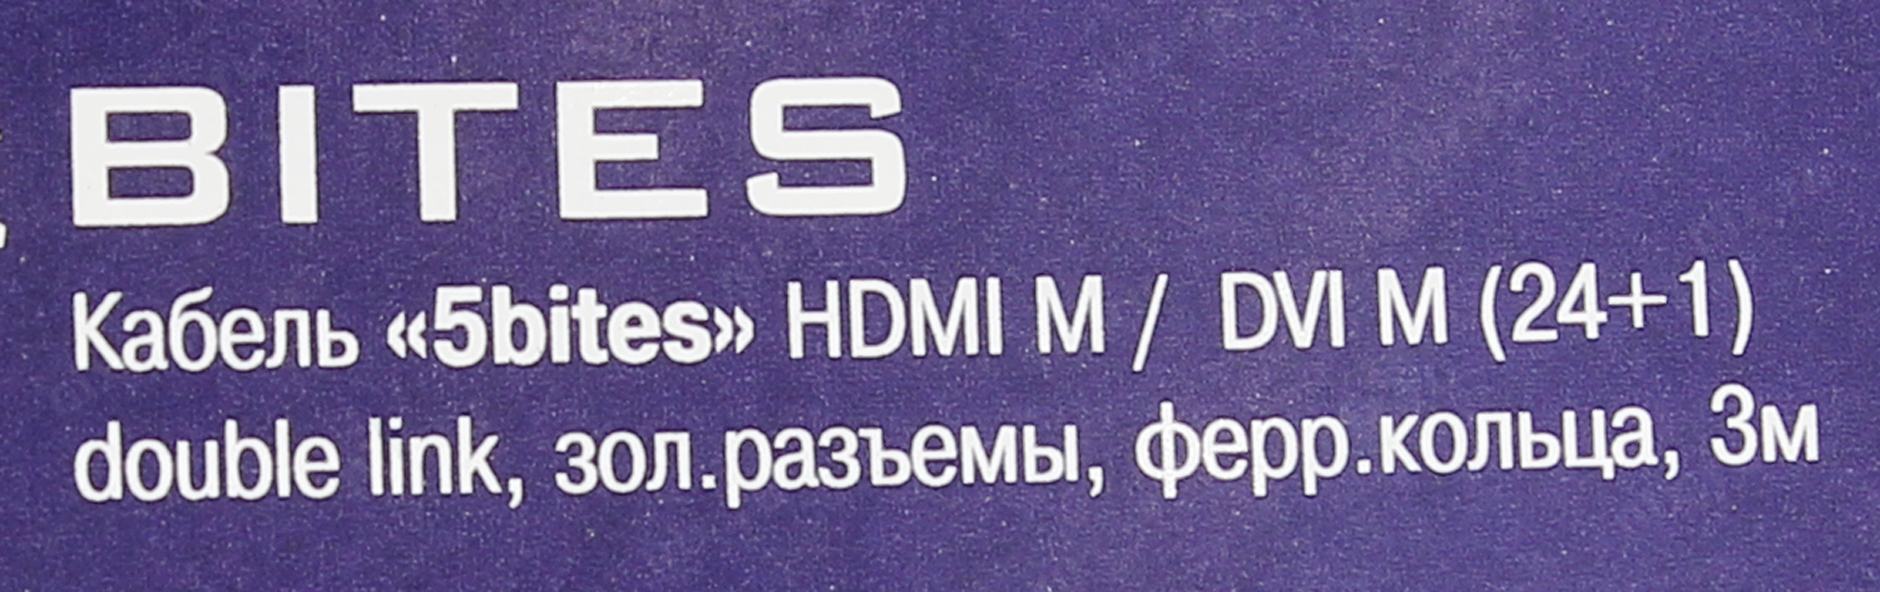 BITES
Кабель «5bites» HDMI M / DVI M (24+1)
double link, зол.разъемы, ферр.кольца, 3м